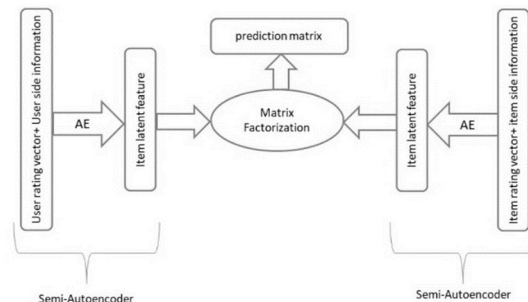 prediction matrix
User rating vector+ User side information
AE
Item latent feature
Matrix
Factorization
Item latent feature
AE
Item rating vector+ item side information
Semi-Autoencoder
Semi-Autoencoder